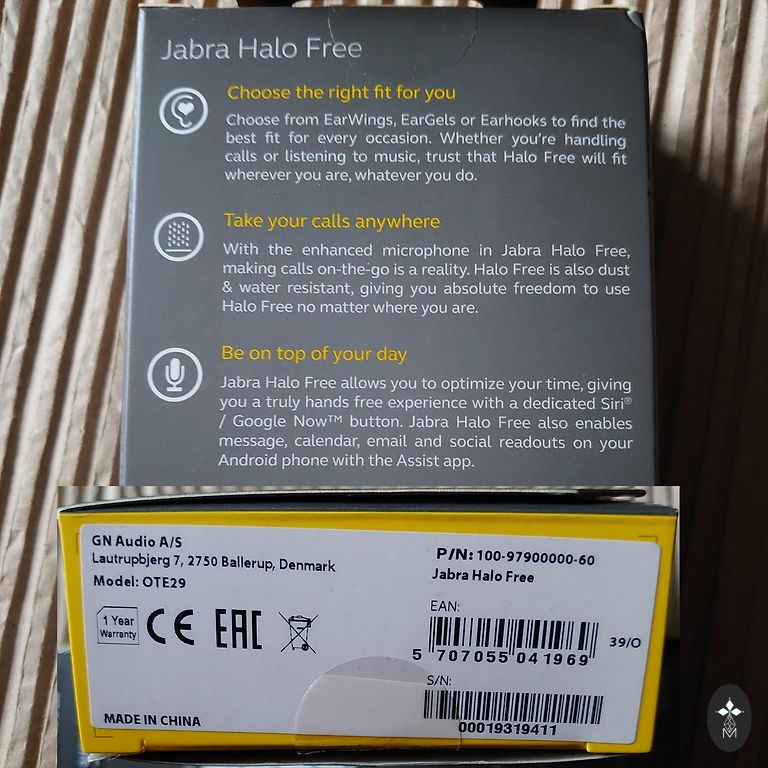 Jabra Halo Free
Choose the right fit for you
Choose from EarWings, EarGels or Earhooks to find the
best fit for every occasion. Whether you're handling
calls or listening to music, trust that Halo Free will fit
wherever you are, whatever you do.
Take your calls anywhere
With the enhanced microphone in Jabra Halo Free,
making calls on-the-go is a reality. Halo Free is also dust
& water resistant, giving you absolute freedom to use
Halo Free no matter where you are.
Be on top of your day
Jabra Halo Free allows you to optimize your time, giving
you a truly hands free experience with a dedicated Siri®
/ Google Now™ button. Jabra Halo Free also enables
message, calendar, email and social readouts on your
Android phone with the Assist app.
GN Audio A/S
Lautrupbjerg 7, 2750 Ballerup, Denmark
Model: OTE29
1 Year
Warranty
CE EAC
MADE IN CHINA
P/N: 100-97900000-60
Jabra Halo Free
EAN:
5 707055 041969
39/O
S/N:
00019319411
M